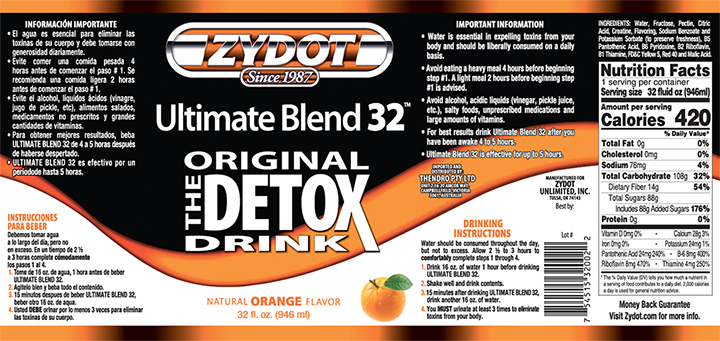 INFORMACIÓN IMPORTANTE
• El agua es esencial para eliminar las
toxinas de su cuerpo y debe tomarse con
generosidad diariamente.
• Evite comer una comida pesada 4
horas antes de comenzar el paso # 1. Se
recomienda una comida ligera 2 horas
antes de comenzar el paso # 1.
• Evite el alcohol, líquidos ácidos (vinagre,
jugo de pickle, etc), alimentos salados,
medicamentos no prescritos y grandes
cantidades de vitaminas.
• Para obtener mejores resultados, beba
ULTIMATE BLEND 32 de 4 a 5 horas después
de haberse despertado.
• ULTIMATE BLEND 32 es efectivo por un
periodode hasta 5 horas.
INSTRUCCIONES
PARA BEBER
Debemos tomar agua
a lo largo del día, pero no
en exceso. En un tiempo de 2 ½
a 3 horas complete cómodamente
los pasos 1 al 4.
1. Tome de 16 oz. de agua, 1 hora antes de beber
ULTIMATE BLEND 32.
2. Agítelo bien y beba todo el contenido.
3. 15 minutos despues de beber ULTIMATE BLEND 32,
beber otro 16 oz. de agua.
4. Usted DEBE orinar por lo menos 3 veces para eliminar
las toxinas de su cuerpo.
ZYDOT
Since 1987
Ultimate Blend 32™
ORIGINAL
THE DETOX
DRINK
NATURAL ORANGE FLAVOR
32 fl. oz. (946 ml)
IMPORTANT INFORMATION
• Water is essential in expelling toxins from your
body and should be liberally consumed on a daily
basis.
• Avoid eating a heavy meal 4 hours before beginning
step #1. A light meal 2 hours before beginning step
#1 is advised.
• Avoid alcohol, acidic liquids (vinegar, pickle juice,
etc.), salty foods, unprescribed medications and
large amounts of vitamins.
• For best results drink Ultimate Blend 32 after you
have been awake 4 to 5 hours.
• Ultimate Blend 32 is effective for up to 5 hours.
IMPORTED AND
DISTRIBUTED BY
THENDRO PTY LTD
UNIT 2 24-26 AMCOR WAY,
CAMPBELLFIELD, VICTORIA
3061, AUSTRALIA
MANUFACTURED FOR
ZYDOT
UNLIMITED, INC.
TULSA, OK 74145
Best by:
DRINKING
INSTRUCTIONS
Water should be consumed throughout the day,
but not to excess. Allow 2 ½ to 3 hours to
comfortably complete steps 1 through 4.
1. Drink 16 oz. of water 1 hour before drinking
ULTIMATE BLEND 32.
2. Shake well and drink contents.
3. 15 minutes after drinking ULTIMATE BLEND 32,
drink another 16 oz. of water.
4. You MUST urinate at least 3 times to eliminate
toxins from your body.
Lot #
7 54515 32002 2
INGREDIENTS: Water, Fructose, Pectin, Citric
Acid, Creatine, Flavoring, Sodium Benzoate and
Potassium Sorbate (to preserve freshness), B5
Pantothenic Acid, B6 Pyridoxine, B2 Riboflavin,
B1 Thiamine, FD&C Yellow 5, Red 40 and Malic Acid.
Nutrition Facts
1 serving per container
Serving size 32 fluid oz (946ml)
Amount per serving
Calories 420
% Daily Value*
Total Fat 0g 0%
Cholesterol 0mg 0%
Sodium 76mg 4%
Total Carbohydrate 108g 32%
Dietary Fiber 14g 54%
Total Sugars 88g
Includes 88g Added Sugars 176%
Protein 0g 0%
Vitamin D 0mg 0% • Calcium 28g 3%
Iron 0mg 0% • Potassium 24mg 1%
Pantothenic Acid 24mg 240% • B-6 8mg 400%
Riboflavin 8mg 470% • Thiamine 4mg 250%
* The % Daily Value (DV) tells you how much a nutrient in
a serving of food contributes to a daily diet. 2,000 calories
a day is used for general nutrition advice.
Money Back Guarantee
Visit Zydot.com for more info.